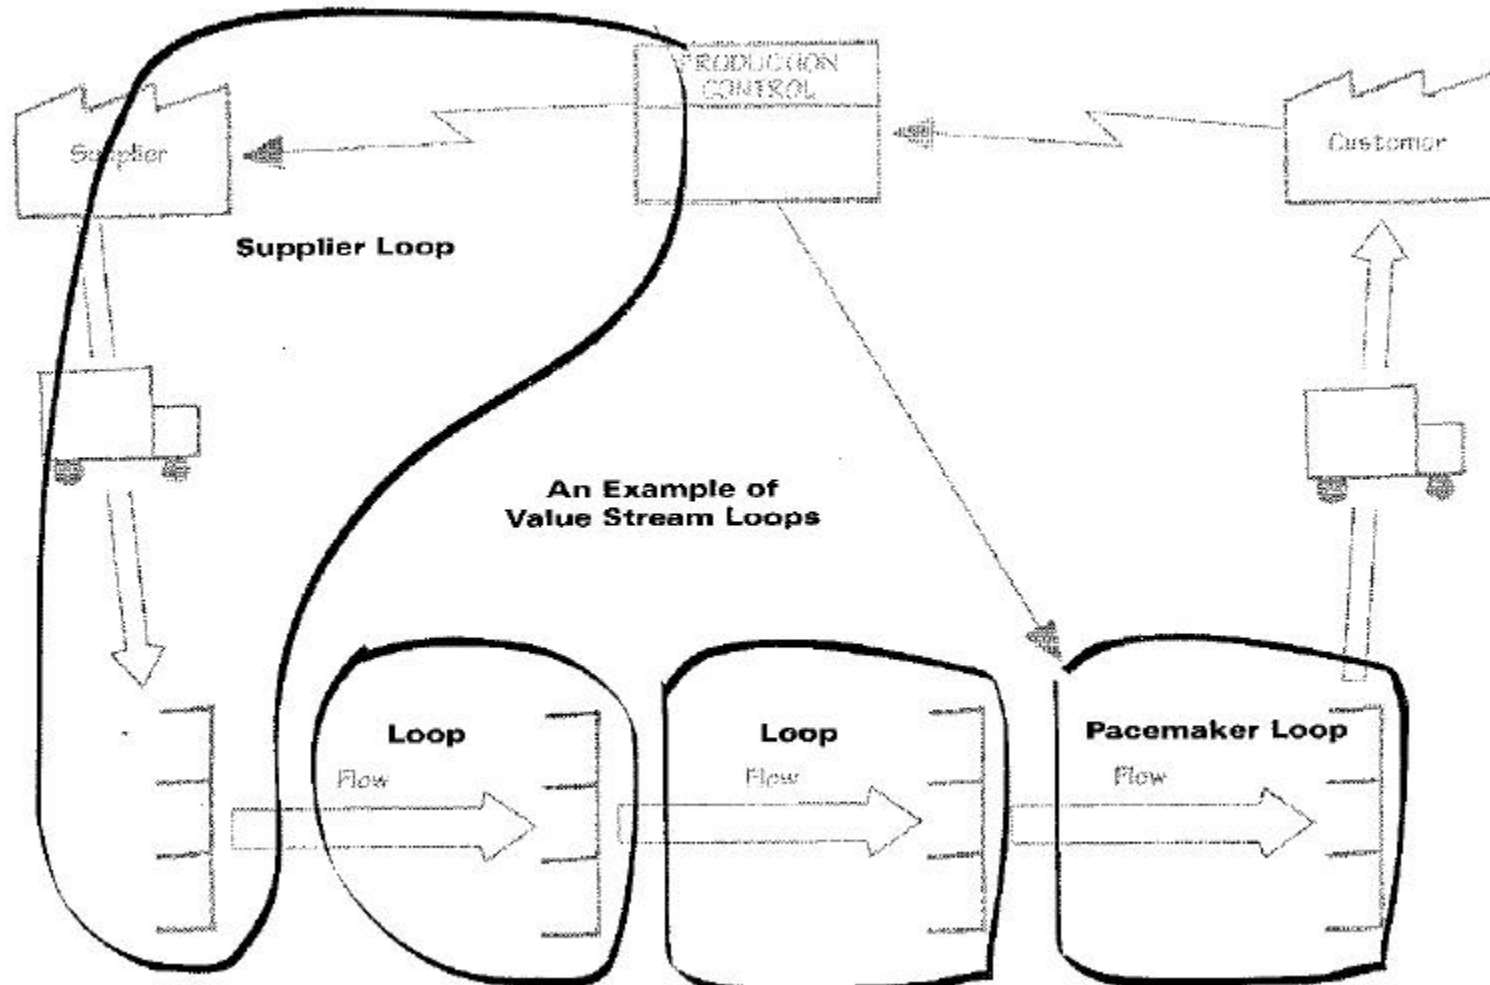 PRODUCTION
CONTROL
Supplier
Customer
Supplier Loop
An Example of
Value Stream Loops
Loop
Loop
Pacemaker Loop
Flow
Flow
Flow